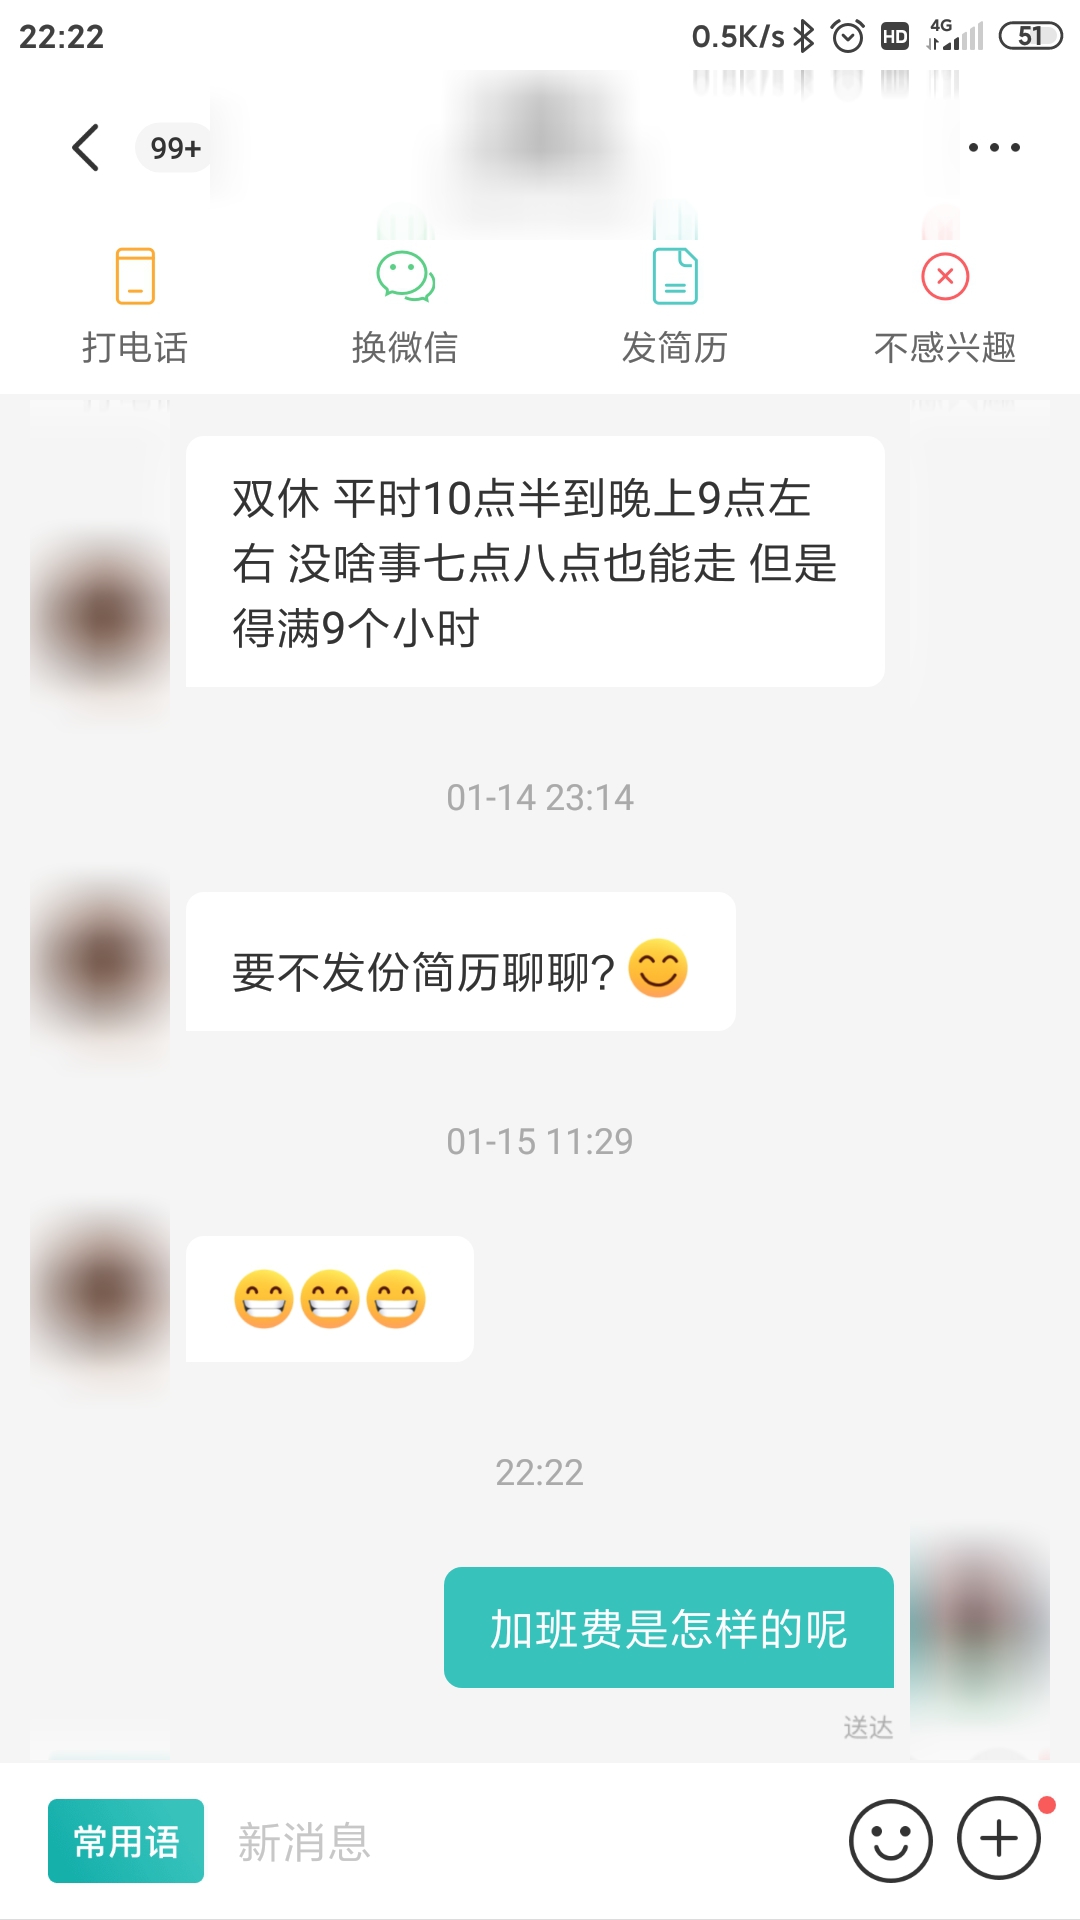 22:22
0.5K/s HD 4G 51
99+
打电话 换微信 发简历 不感兴趣
双休 平时10点半到晚上9点左
右 没啥事七点八点也能走 但是
得满9个小时
01-14 23:14
要不发份简历聊聊?😊
01-15 11:29
😁😁😁
22:22
加班费是怎样的呢
送达
常用语 新消息